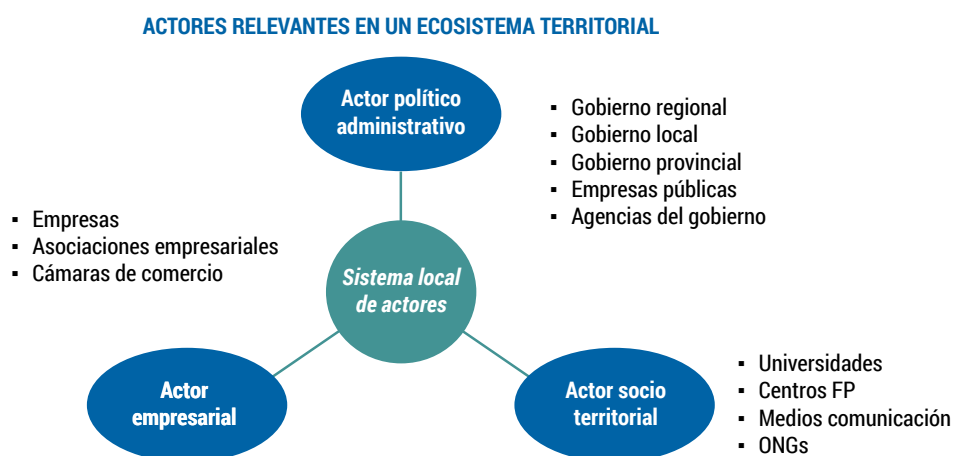 ACTORES RELEVANTES EN UN ECOSISTEMA TERRITORIAL
Actor político
administrativo
▪ Gobierno regional
▪ Gobierno local
▪ Gobierno provincial
▪ Empresas públicas
▪ Agencias del gobierno
▪ Empresas
▪ Asociaciones empresariales
▪ Cámaras de comercio
Sistema local
de actores
Actor
empresarial
Actor socio
territorial
▪ Universidades
▪ Centros FP
▪ Medios comunicación
▪ ONGs